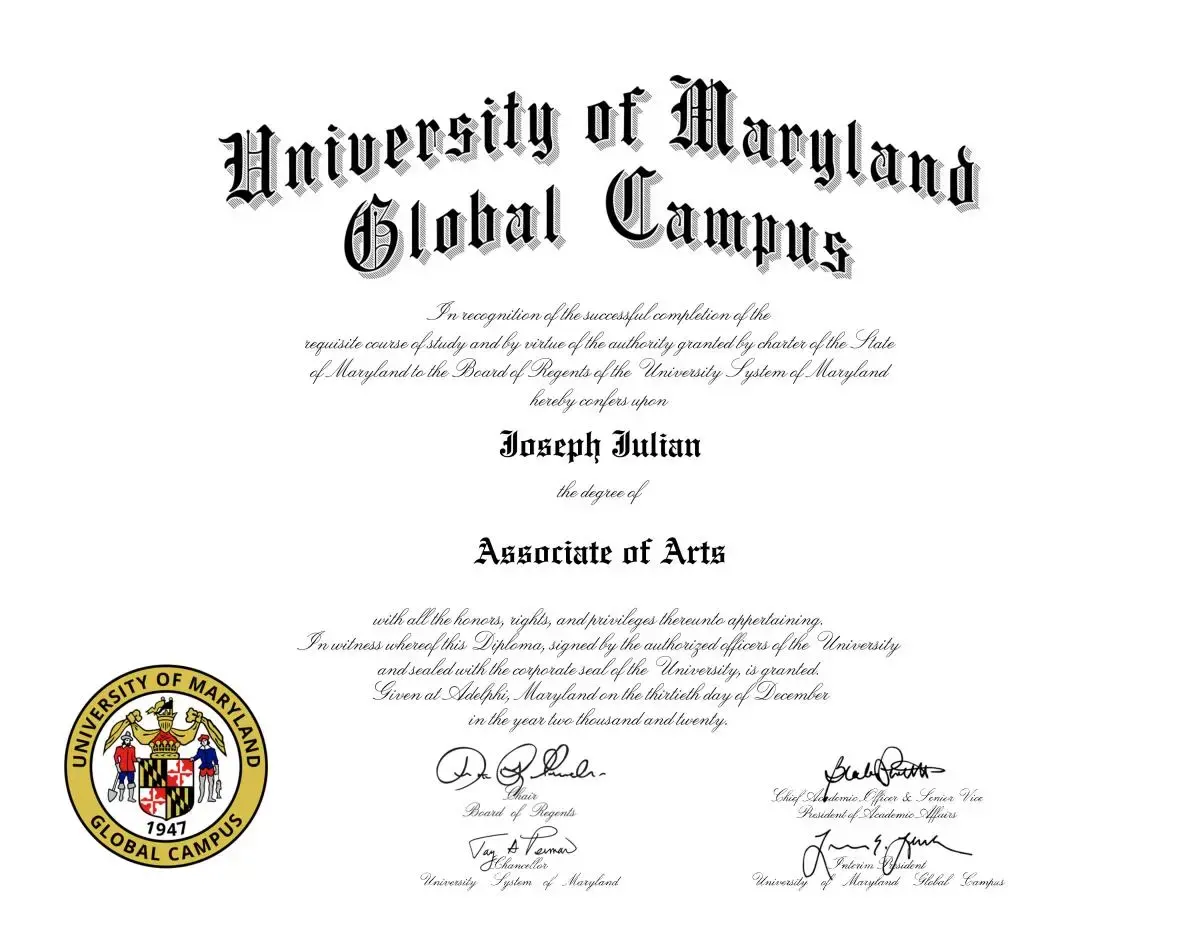 University of Maryland
Global Campus
In recognition of the successful completion of the
requisite course of study and by virtue of the authority granted by charter of the State
of Maryland to the Board of Regents of the University System of Maryland
hereby confers upon
Joseph Julian
the degree of
Associate of Arts
with all the honors, rights, and privileges thereunto appertaining.
In witness whereof this Diploma, signed by the authorized officers of the University
and sealed with the corporate seal of the University, is granted.
Given at Adelphi, Maryland on the thirtieth day of December
in the year two thousand and twenty.
UNIVERSITY OF MARYLAND
1947
GLOBAL CAMPUS
Chair
Board of Regents
Chief Academic Officer & Senior Vice
President of Academic Affairs
Chancellor
University System of Maryland
Interim President
University of Maryland Global Campus